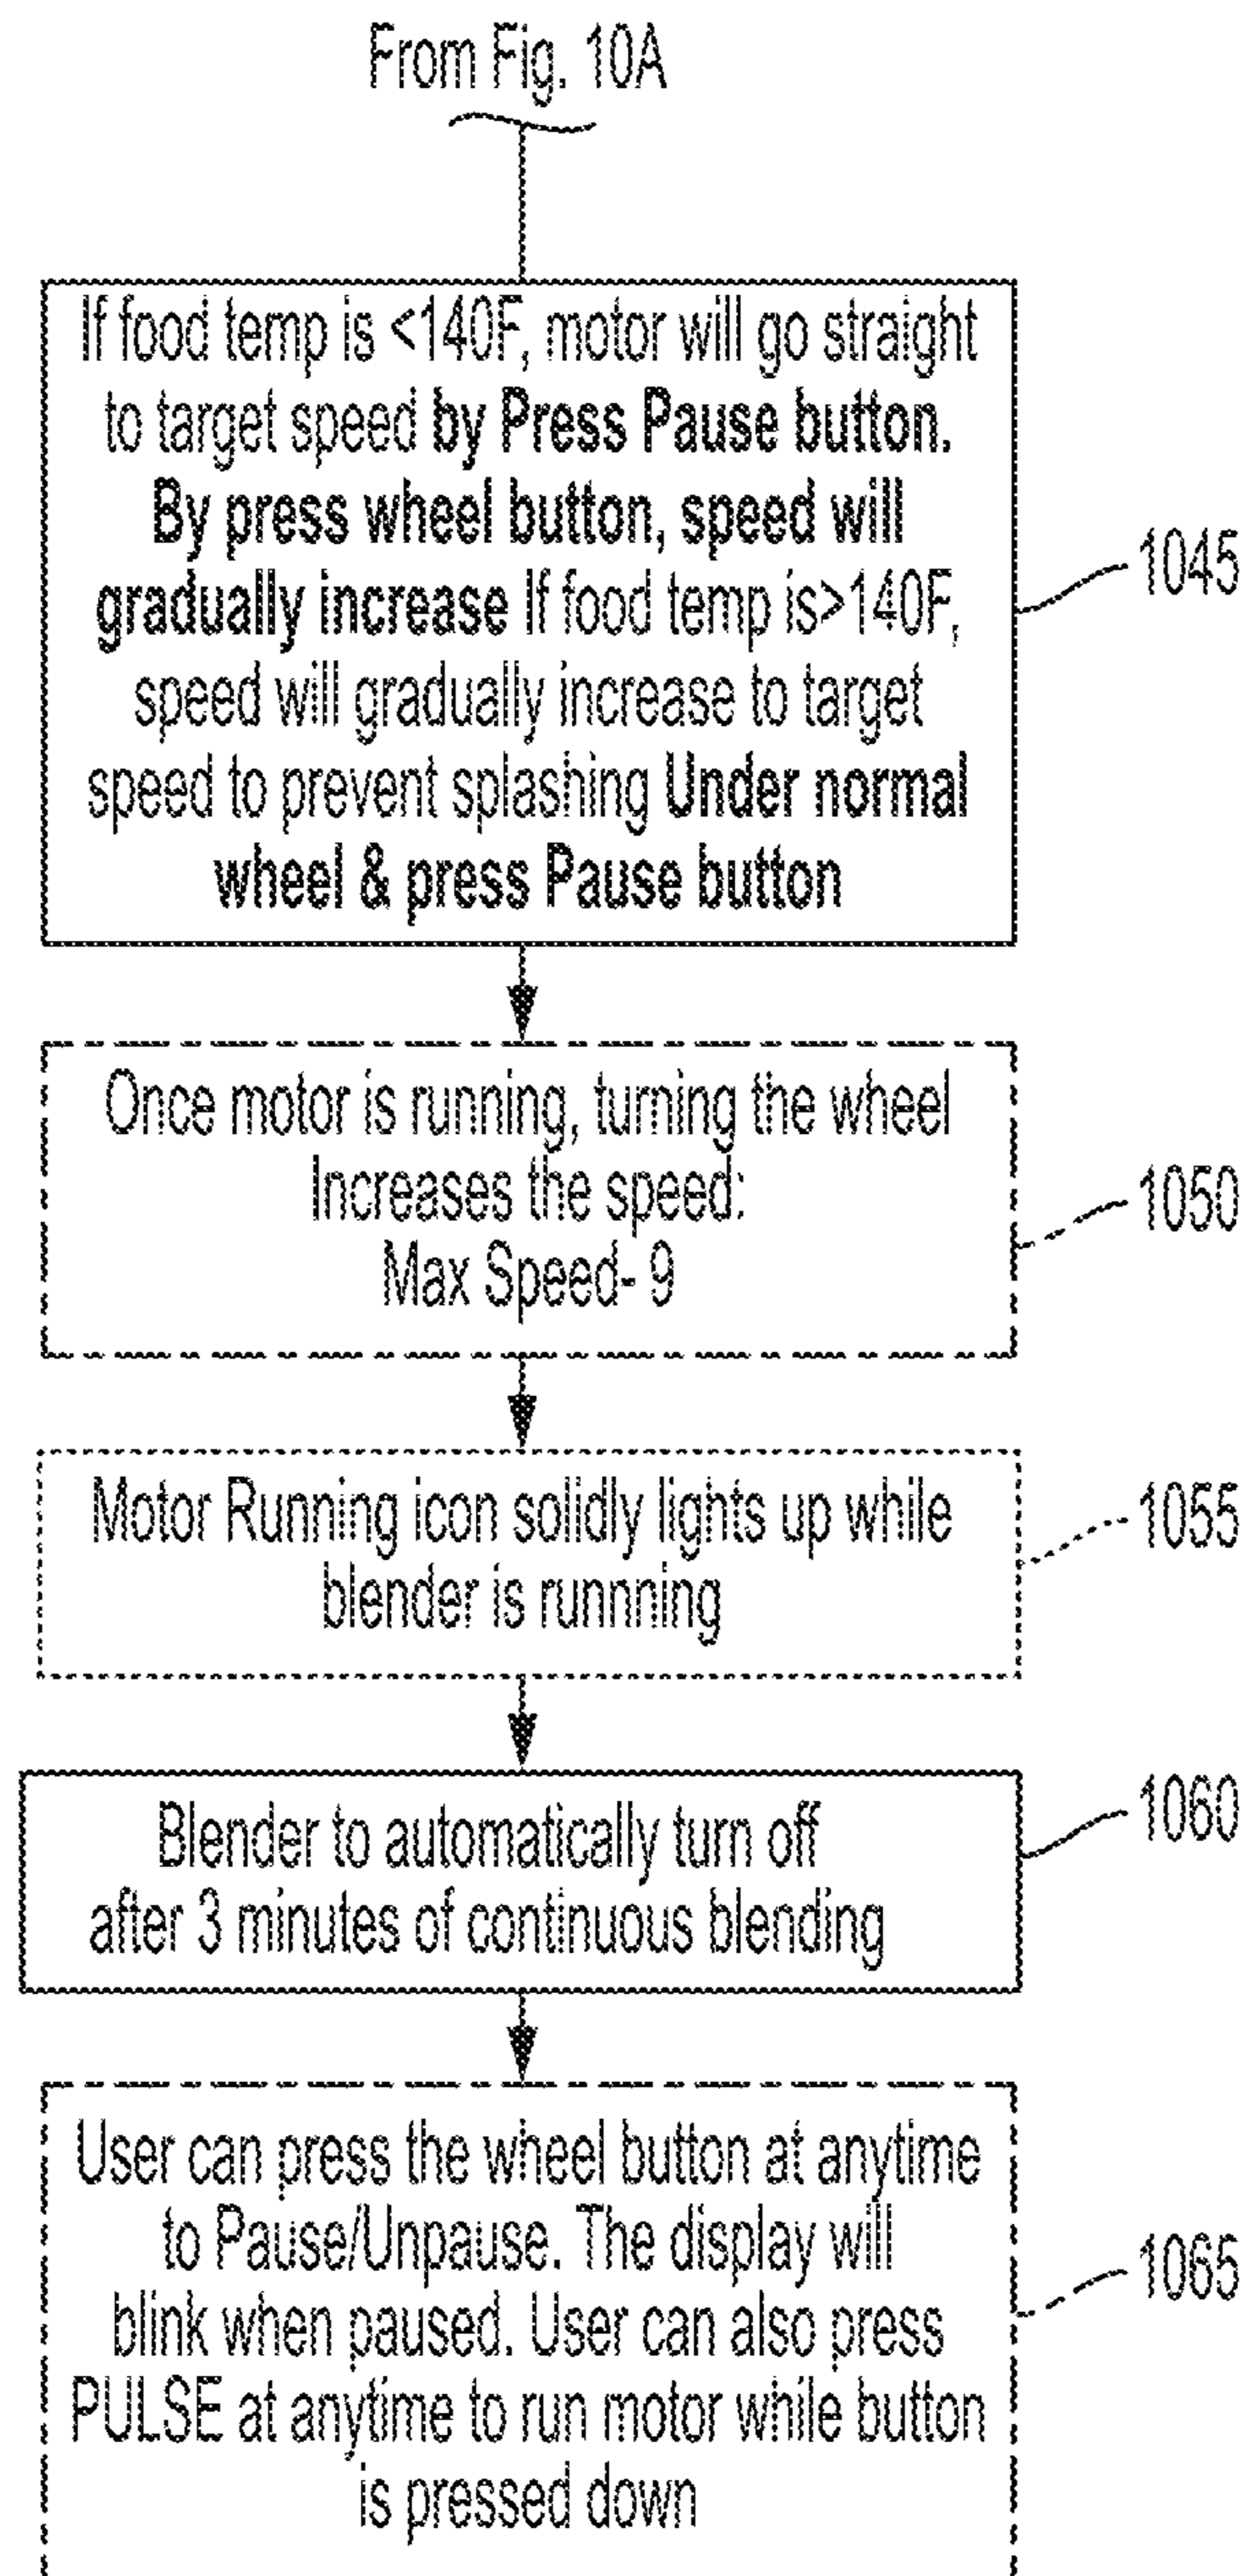 From Fig. 10A
If food temp is <140F, motor will go straight
to target speed by Press Pause button.
By press wheel button, speed will
gradually increase If food temp is>140F,
speed will gradually increase to target
speed to prevent splashing Under normal
wheel & press Pause button
1045
Once motor is running, turning the wheel
Increases the speed:
Max Speed- 9
1050
Motor Running icon solidly lights up while
blender is runnning
1055
Blender to automatically turn off
after 3 minutes of continuous blending
1060
User can press the wheel button at anytime
to Pause/Unpause. The display will
blink when paused. User can also press
PULSE at anytime to run motor while button
is pressed down
1065